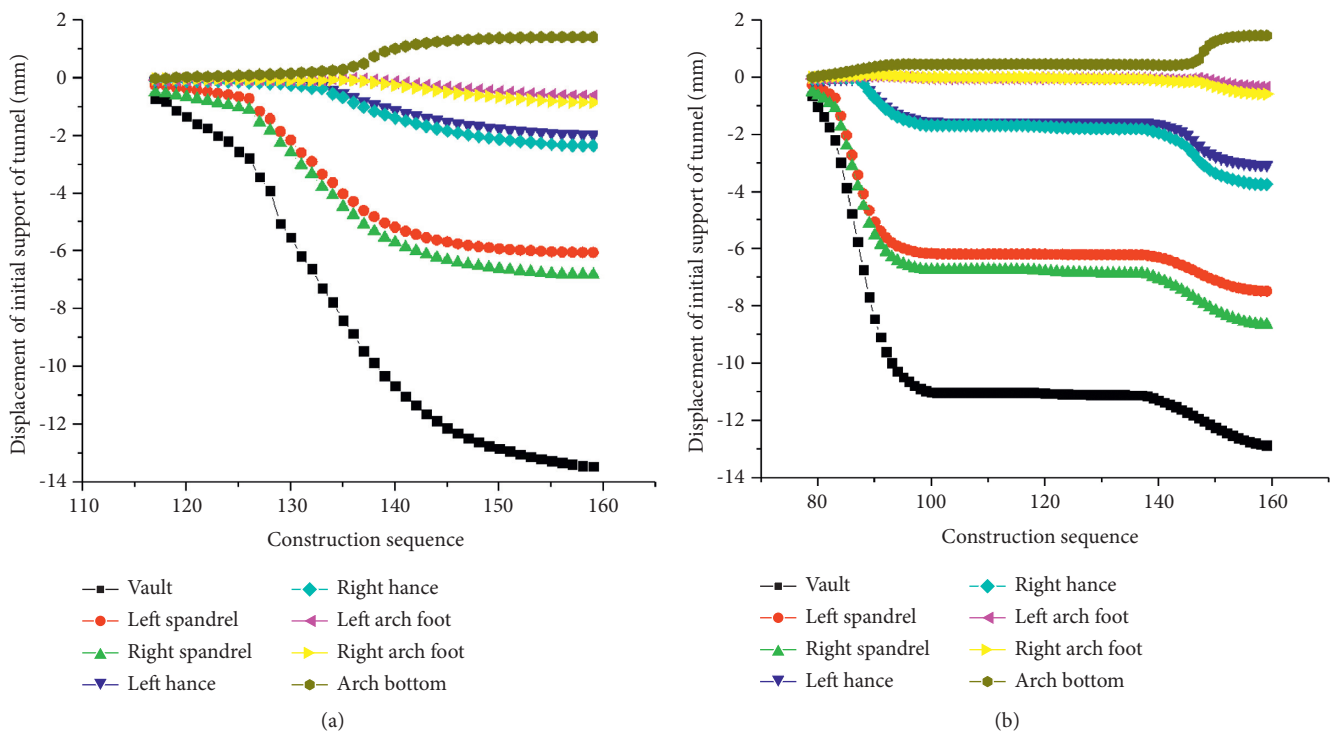 Displacement of initial support of tunnel (mm)
2
0
-2
-4
-6
-8
-10
-12
-14
110 120 130 140 150 160
Construction sequence
Vault
Left spandrel
Right spandrel
Left hance
Right hance
Left arch foot
Right arch foot
Arch bottom
(a)
Displacement of initial support of tunnel (mm)
2
0
-2
-4
-6
-8
-10
-12
-14
80 100 120 140 160
Construction sequence
Vault
Left spandrel
Right spandrel
Left hance
Right hance
Left arch foot
Right arch foot
Arch bottom
(b)